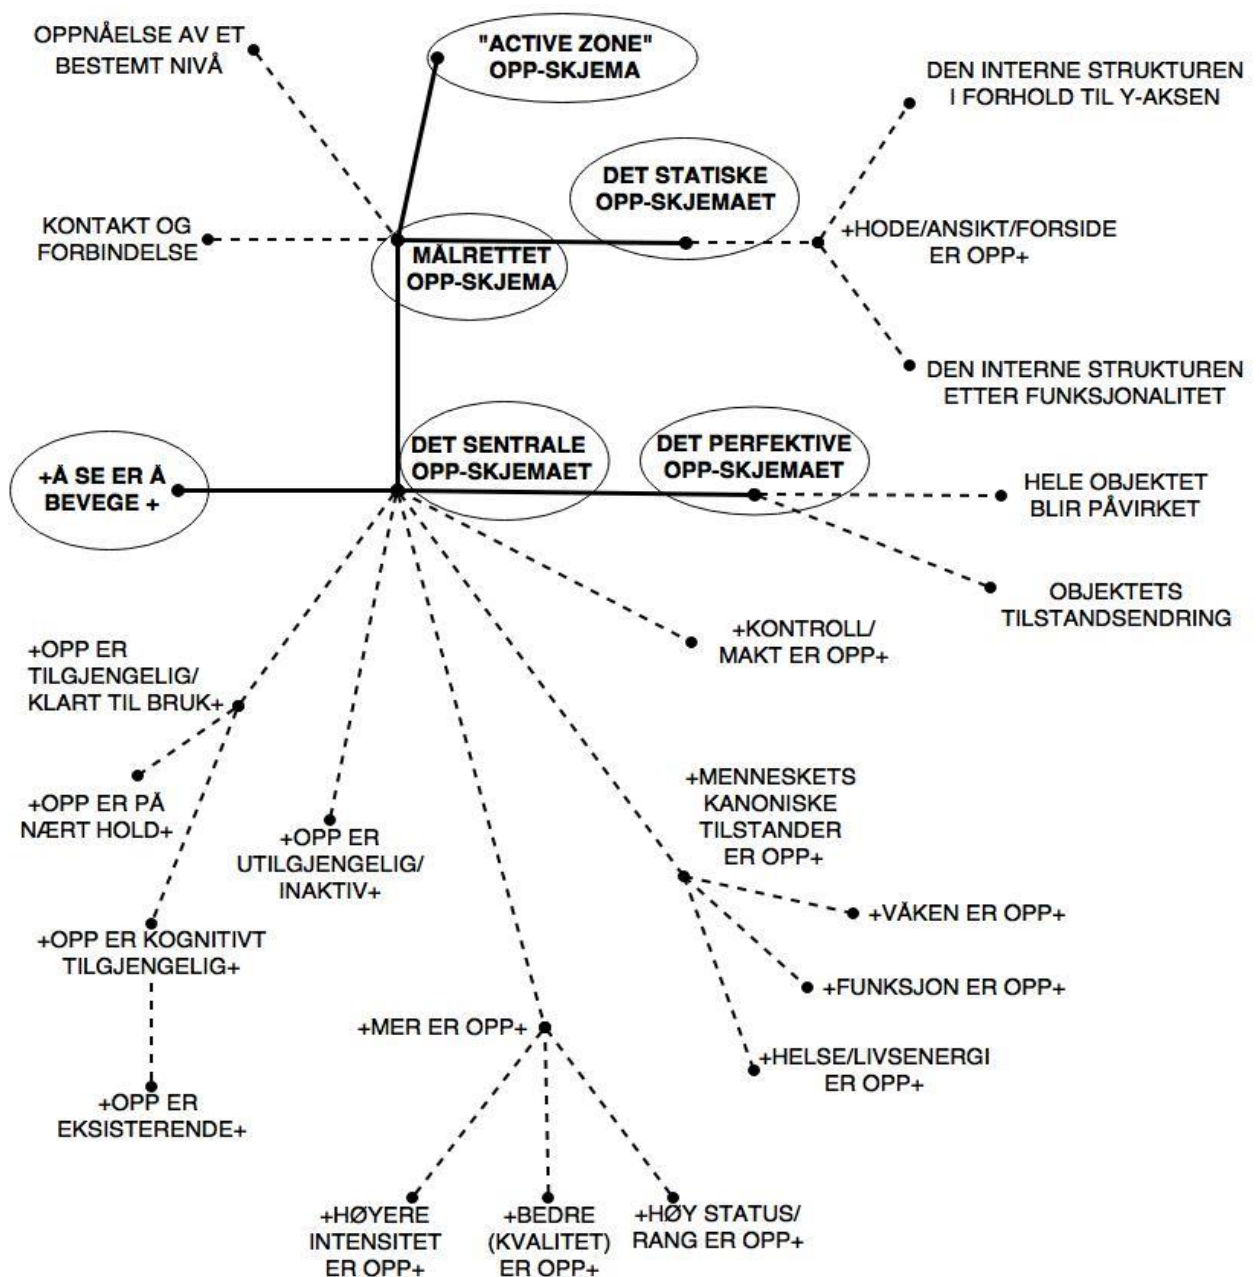 OPPNÅELSE AV ET
BESTEMT NIVÅ
"ACTIVE ZONE"
OPP-SKJEMA
DEN INTERNE STRUKTUREN
I FORHOLD TIL Y-AKSEN
DET STATISKE
OPP-SKJEMAET
KONTAKT OG
FORBINDELSE
MÅLRETTET
OPP-SKJEMA
+HODE/ANSIKT/FORSIDE
ER OPP+
DEN INTERNE STRUKTUREN
ETTER FUNKSJONALITET
+Å SE ER Å
BEVEGE +
DET SENTRALE
OPP-SKJEMAET
DET PERFEKTIVE
OPP-SKJEMAET
HELE OBJEKTET
BLIR PÅVIRKET
OBJEKTETS
TILSTANDSENDRING
+KONTROLL/
MAKT ER OPP+
+OPP ER
TILGJENGELIG/
KLART TIL BRUK+
+OPP ER PÅ
NÆRT HOLD+
+OPP ER
UTILGJENGELIG/
INAKTIV+
+MENNESKETS
KANONISKE
TILSTANDER
ER OPP+
+VÅKEN ER OPP+
+OPP ER KOGNITIVT
TILGJENGELIG+
+FUNKSJON ER OPP+
+MER ER OPP+
+HELSE/LIVSENERGI
ER OPP+
+OPP ER
EKSISTERENDE+
+HØYERE
INTENSITET
ER OPP+
+BEDRE
(KVALITET)
ER OPP+
+HØY STATUS/
RANG ER OPP+